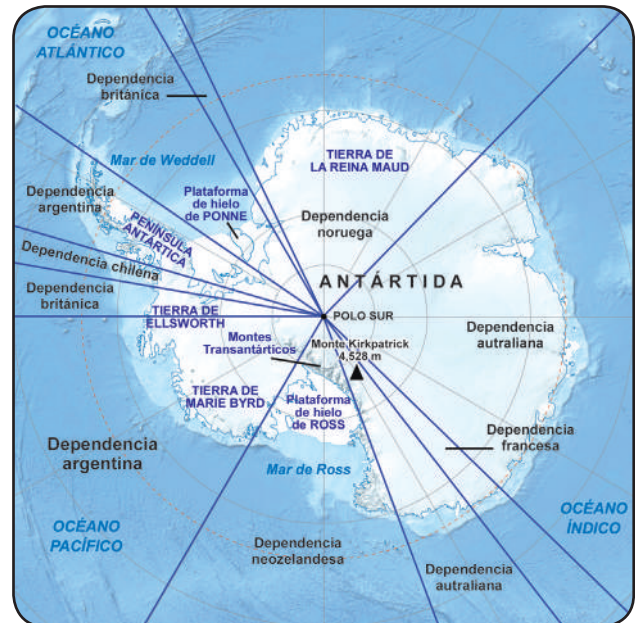 OCÉANO
ATLÁNTICO
Dependencia
británica
Mar de Weddell
TIERRA DE
LA REINA MAUD
Dependencia
argentina
Plataforma
de hielo
de PONNE
PENÍNSULA
ANTÁRTICA
Dependencia
noruega
Dependencia chilena
ANTÁRTIDA
Dependencia
británica
TIERRA DE
ELLSWORTH
POLO SUR
Dependencia
autraliana
Montes
Transantárticos
Monte Kirkpatrick
4,528 m
TIERRA DE
MARIE BYRD
Plataforma
de hielo
de ROSS
Dependencia
francesa
Dependencia
argentina
Mar de Ross
OCÉANO
PACÍFICO
OCÉANO
ÍNDICO
Dependencia
neozelandesa
Dependencia
autraliana